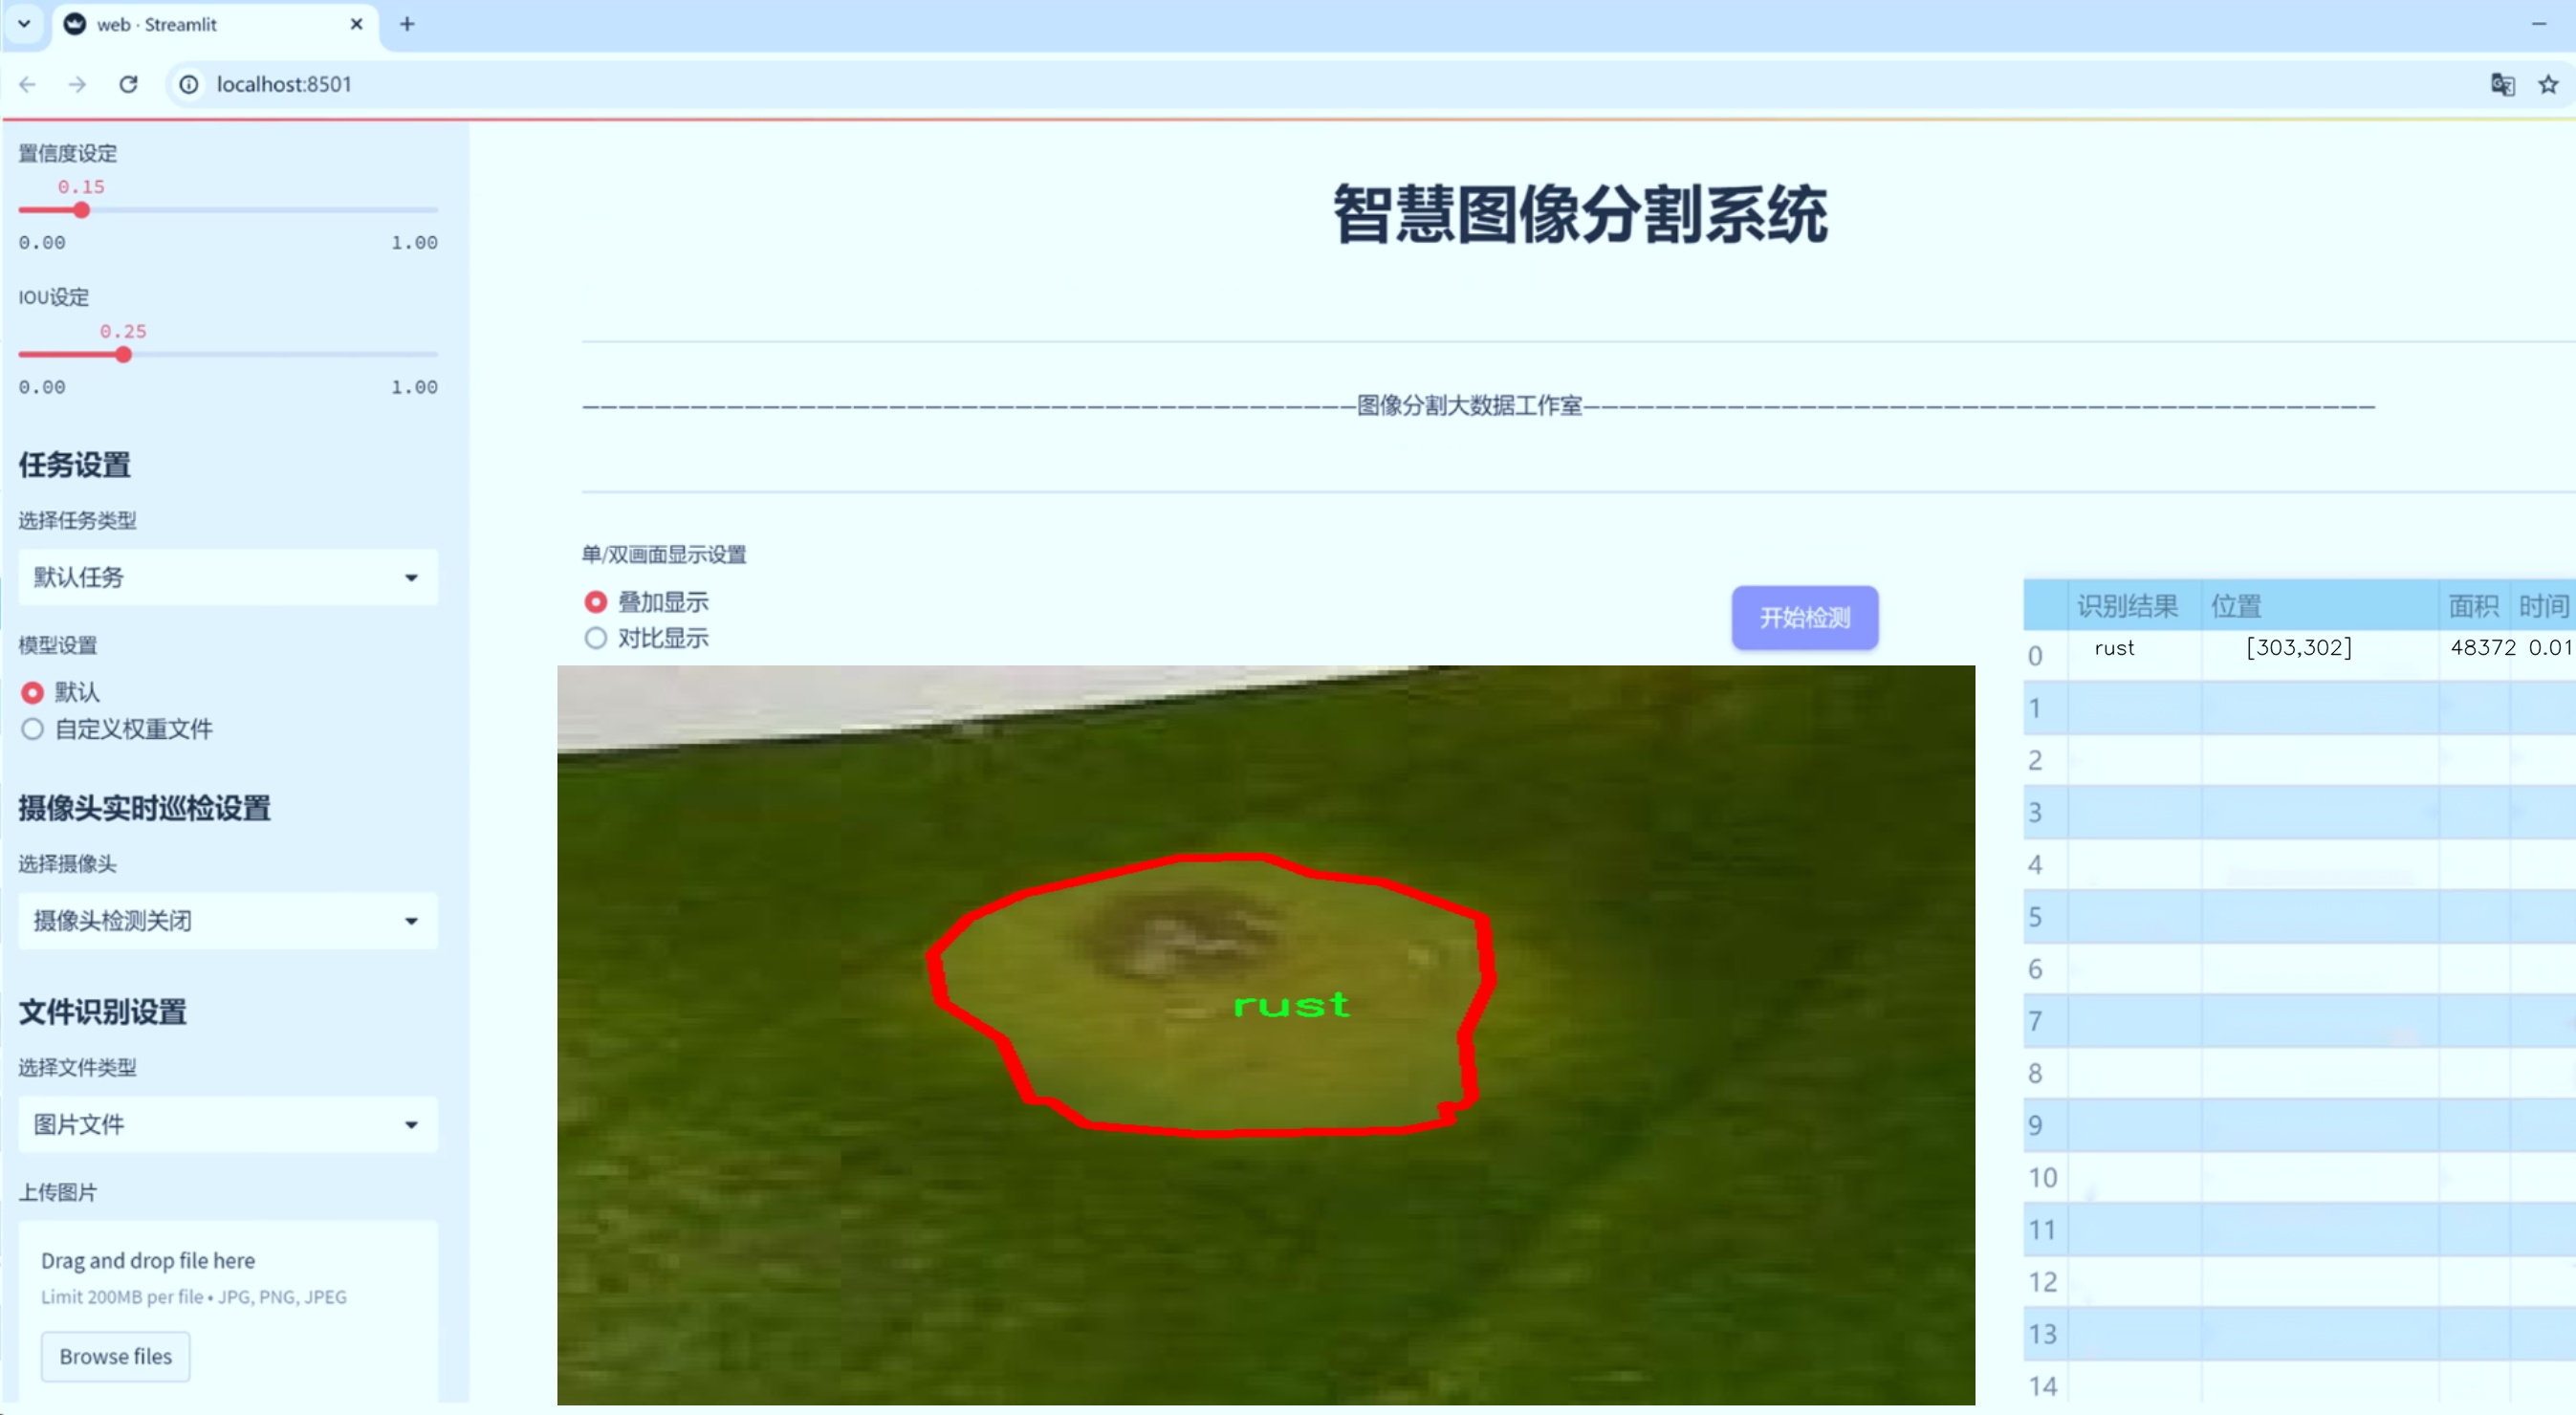 web · Streamlit
localhost:8501
置信度设定
0.15
0.00 1.00
IOU设定
0.25
0.00 1.00
任务设置
选择任务类型
默认任务
模型设置
默认
自定义权重文件
摄像头实时巡检设置
选择摄像头
摄像头检测关闭
文件识别设置
选择文件类型
图片文件
上传图片
Drag and drop file here
Limit 200MB per file • JPG, PNG, JPEG
Browse files
智慧图像分割系统
———————————————————————————————————————————图像分割大数据工作室————————————————————————————————————————————
单/双画面显示设置
叠加显示
对比显示
开始检测
rust
识别结果 位置 面积 时间
0 rust [303,302] 48372 0.01
1
2
3
4
5
6
7
8
9
10
11
12
13
14